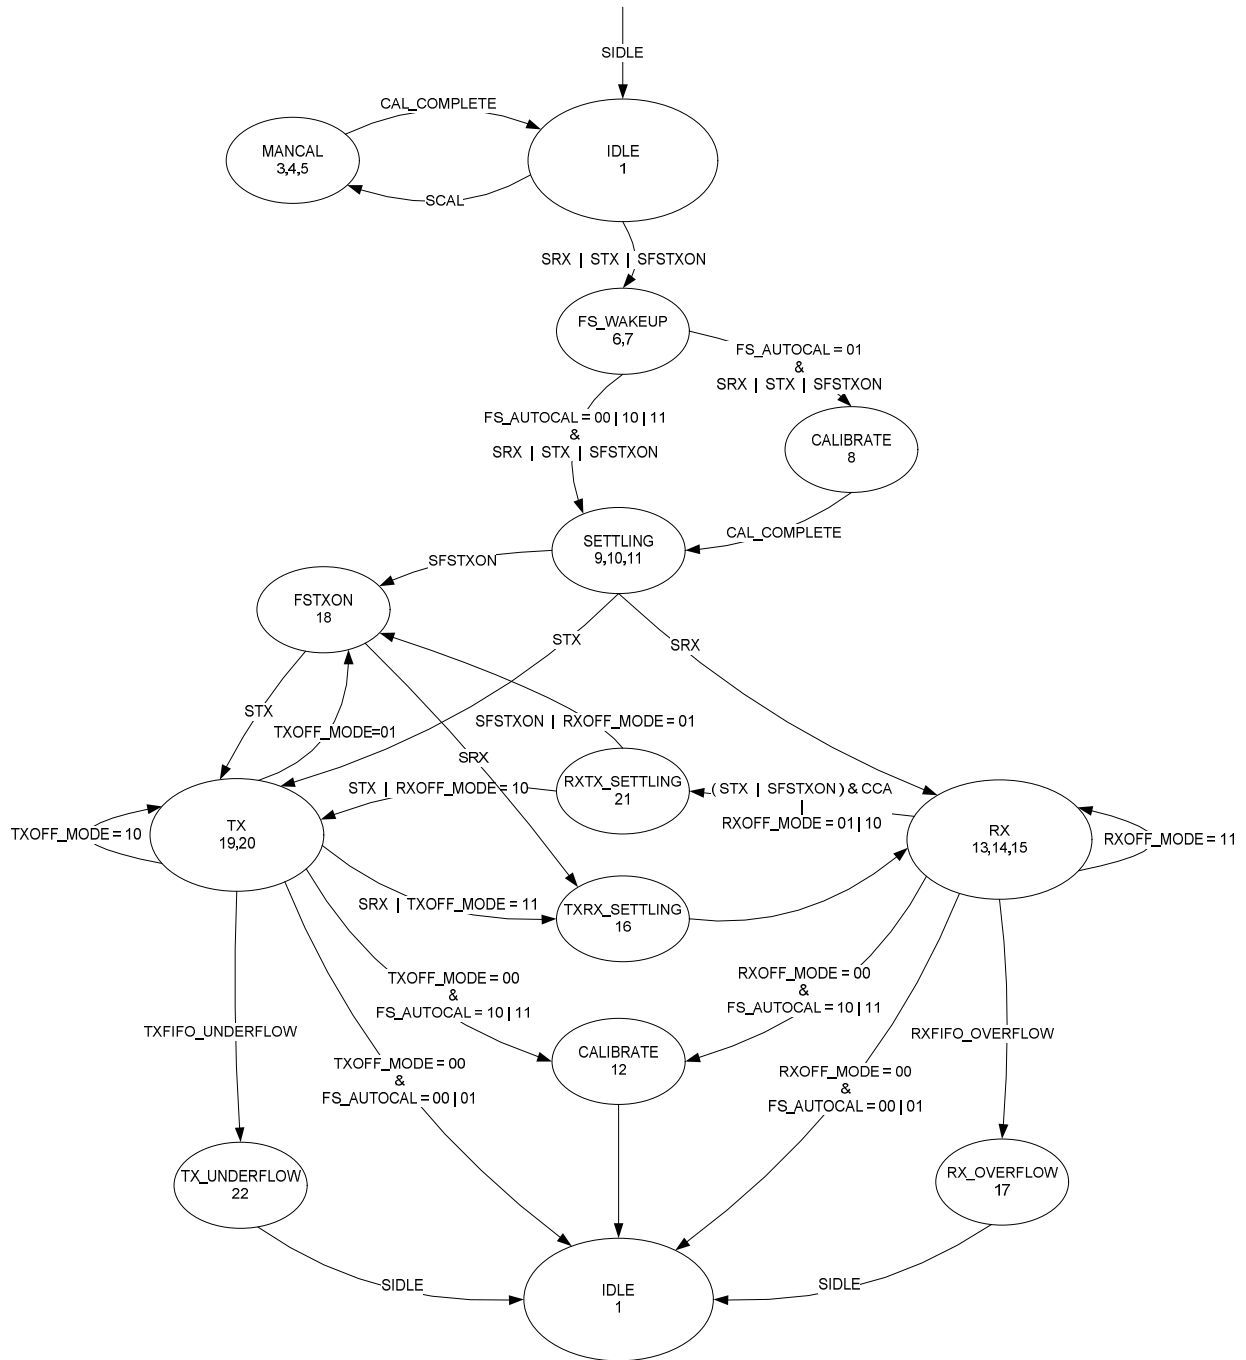 SIDLE
CAL_COMPLETE
MANCAL
3,4,5
IDLE
1
SCAL
SRX | STX | SFSTXON
FS_WAKEUP
6,7
FS_AUTOCAL = 01
&
SRX | STX | SFSTXON
FS_AUTOCAL = 00 | 10 | 11
&
SRX | STX | SFSTXON
CALIBRATE
8
CAL_COMPLETE
SETTLING
9,10,11
SFSTXON
FSTXON
18
STX
SRX
STX
TXOFF_MODE=01
SFSTXON | RXOFF_MODE = 01
SRX
STX | RXOFF_MODE = 10
RXTX_SETTLING
21
( STX | SFSTXON ) & CCA
|
RXOFF_MODE = 01 | 10
TXOFF_MODE = 10
TX
19,20
RX
13,14,15
RXOFF_MODE = 11
SRX | TXOFF_MODE = 11
TXRX_SETTLING
16
TXOFF_MODE = 00
&
FS_AUTOCAL = 10 | 11
RXOFF_MODE = 00
&
FS_AUTOCAL = 10 | 11
TXFIFO_UNDERFLOW
RXFIFO_OVERFLOW
CALIBRATE
12
TXOFF_MODE = 00
&
FS_AUTOCAL = 00 | 01
RXOFF_MODE = 00
&
FS_AUTOCAL = 00 | 01
TX_UNDERFLOW
22
RX_OVERFLOW
17
SIDLE
IDLE
1
SIDLE